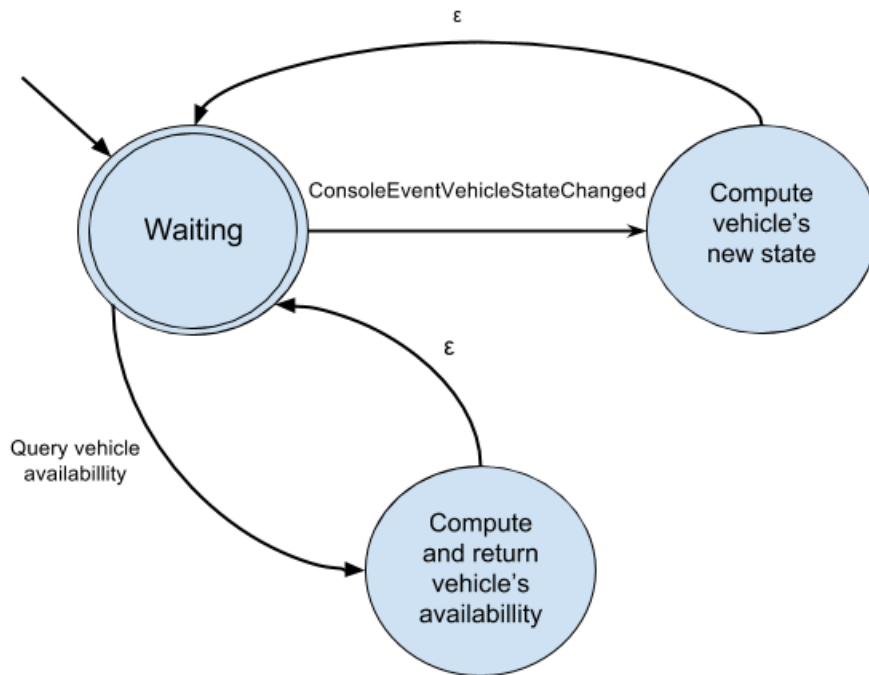 ε
ConsoleEventVehicleStateChanged
Waiting
Compute
vehicle's
new state
ε
Query vehicle
availabillity
Compute
and return
vehicle's
availabillity